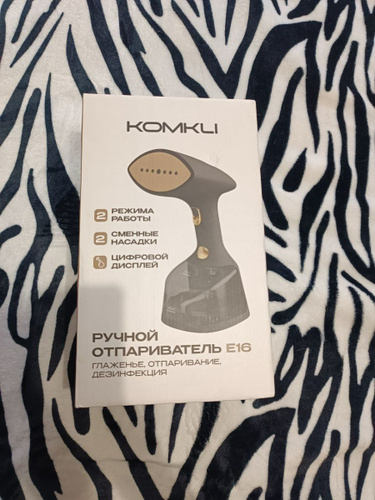 KOMKLI
2 РЕЖИМА
РАБОТЫ
2 СМЕННЫЕ
НАСАДКИ
ЦИФРОВОЙ
ДИСПЛЕЙ
РУЧНОЙ
ОТПАРИВАТЕЛЬ E16
ГЛАЖЕНЬЕ, ОТПАРИВАНИЕ,
ДЕЗИНФЕКЦИЯ